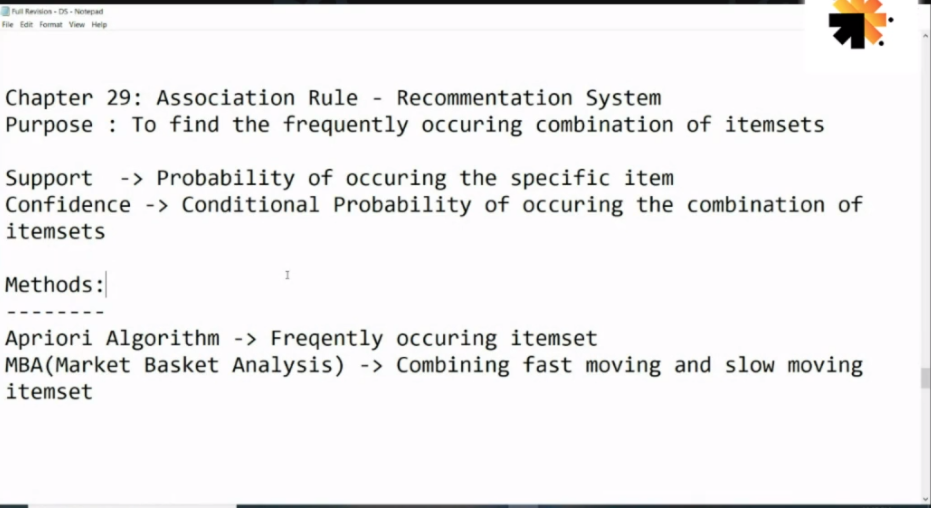 Full Revision - DS - Notepad
File Edit Format View Help
Chapter 29: Association Rule - Recommentation System
Purpose : To find the frequently occuring combination of itemsets
Support -> Probability of occuring the specific item
Confidence -> Conditional Probability of occuring the combination of
itemsets
Methods:
--------
Apriori Algorithm -> Freqently occuring itemset
MBA(Market Basket Analysis) -> Combining fast moving and slow moving
itemset